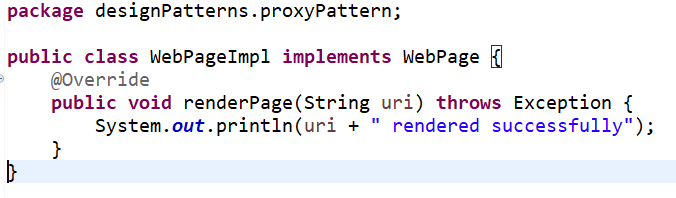 package designPatterns.proxyPattern;
public class WebPageImpl implements WebPage {
@Override
public void renderPage(String uri) throws Exception {
System.out.println(uri + " rendered successfully");
}
}